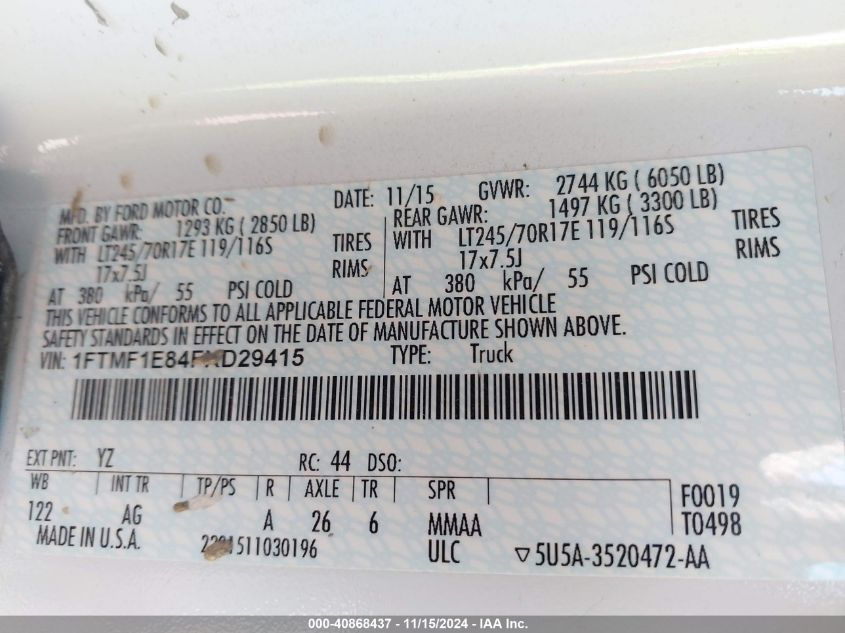 MFD. BY FORD MOTOR CO. DATE: 11/15 GVWR: 2744 KG ( 6050 LB)
FRONT GAWR: 1293 KG ( 2850 LB) REAR GAWR: 1497 KG ( 3300 LB)
WITH LT245/70R17E 119/116S TIRES WITH LT245/70R17E 119/116S TIRES
17x7.5J RIMS 17x7.5J RIMS
AT 380 kPa/ 55 PSI COLD AT 380 kPa/ 55 PSI COLD
THIS VEHICLE CONFORMS TO ALL APPLICABLE FEDERAL MOTOR VEHICLE
SAFETY STANDARDS IN EFFECT ON THE DATE OF MANUFACTURE SHOWN ABOVE.
VIN: TYPE: Truck
EXT PNT: YZ RC: 44 DSO:
WB INT TR TP/PS R AXLE TR SPR F0019
122 AG A 26 6 MMAA T0498
MADE IN U.S.A. ULC ▽5U5A-3520472-AA
000-40868437 - 11/15/2024 - IAA Inc.